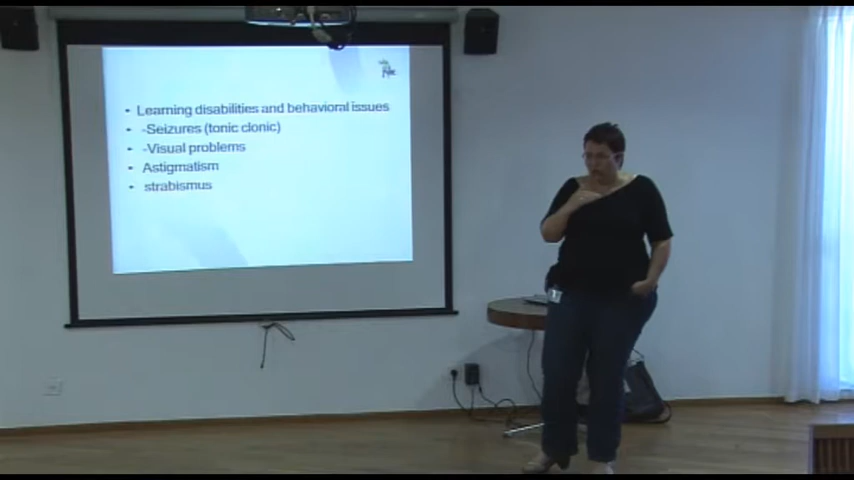 • Learning disabilities and behavioral issues
• -Seizures (tonic clonic)
• -Visual problems
• Astigmatism
• strabismus